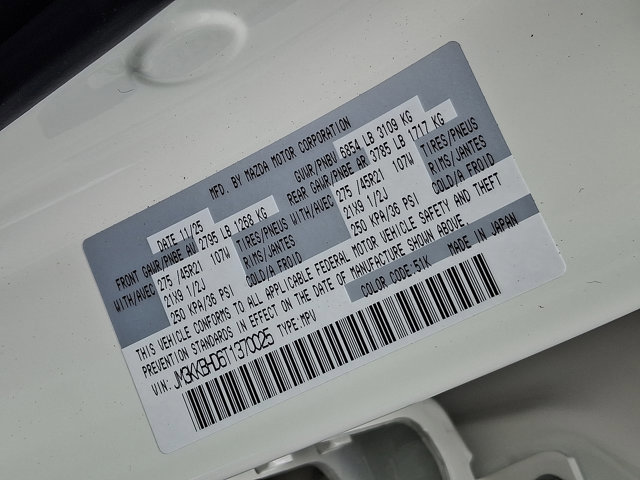 MFD. BY MAZDA MOTOR CORPORATION
DATE 11/25 GVWR/PNBV 6854 LB 3109 KG
FRONT GAWR/PNBE AV 2795 LB 1268 KG REAR GAWR/PNBE AR 3785 LB 1717 KG
WITH/AVEC 275 /45R21 107W TIRES/PNEUS WITH/AVEC 275 /45R21 107W TIRES/PNEUS
21X9 1/2J RIMS/JANTES 21X9 1/2J RIMS/JANTES
250 KPA/36 PSI COLD/A FROID 250 KPA/36 PSI COLD/A FROID
THIS VEHICLE CONFORMS TO ALL APPLICABLE FEDERAL MOTOR VEHICLE SAFETY AND THEFT
PREVENTION STANDARDS IN EFFECT ON THE DATE OF MANUFACTURE SHOWN ABOVE.
VIN: TYPE:MPV COLOR CODE:51K MADE IN JAPAN